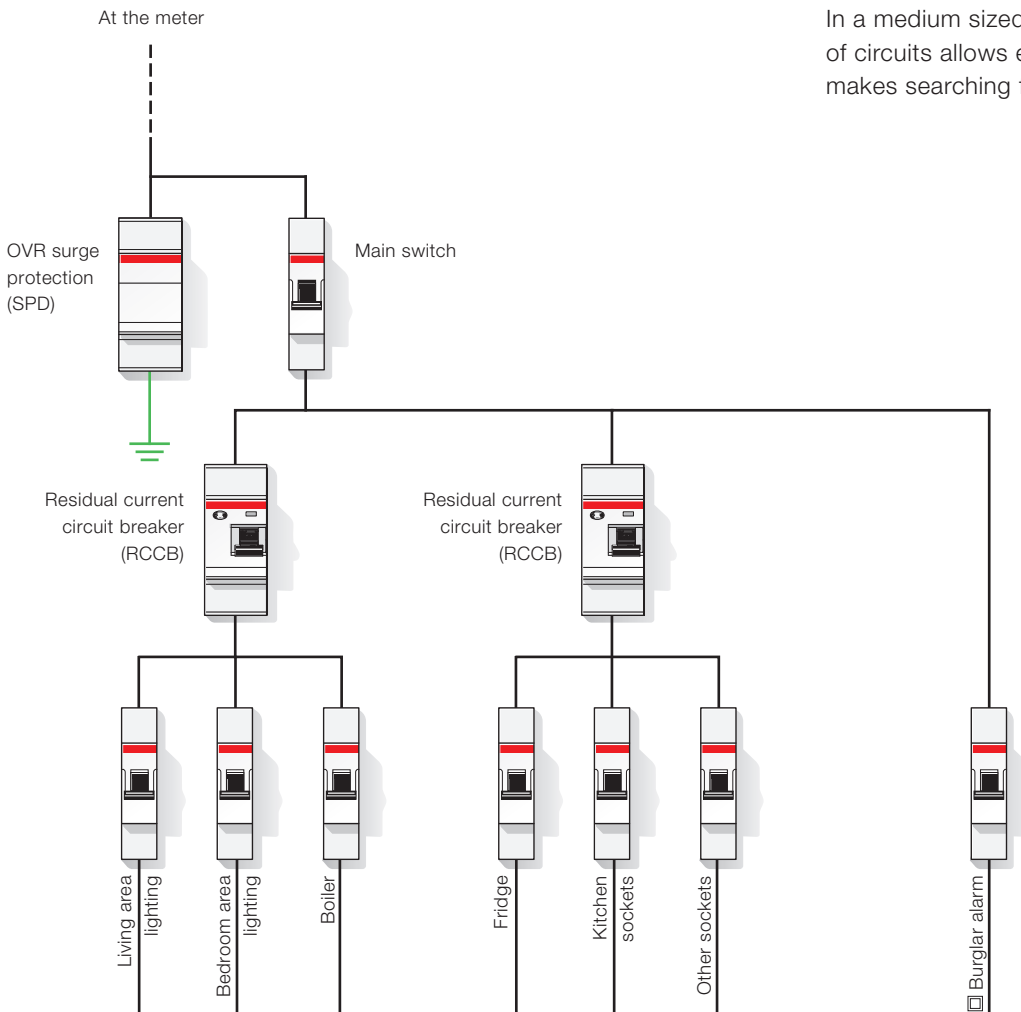 At the meter
In a medium sized
of circuits allows e
makes searching
OVR surge
protection
(SPD)
Main switch
Residual current
circuit breaker
(RCCB)
Residual current
circuit breaker
(RCCB)
Living area
lighting
Bedroom area
lighting
Boiler
Fridge
Kitchen
sockets
Other sockets
Burglar alarm